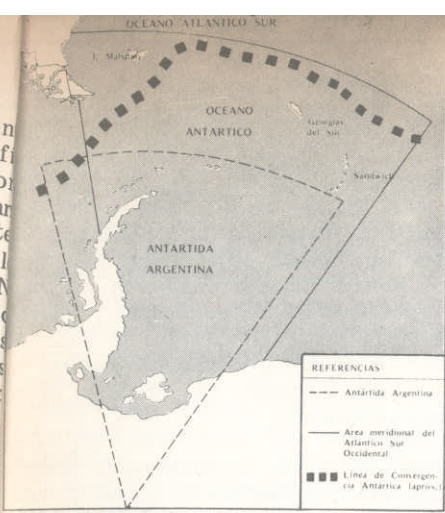 OCEANO ATLANTICO SUR
I. Malvinas
OCEANO
ANTARTICO
Georgias
del Sur
Sandwich
ANTARTIDA
ARGENTINA
REFERENCIAS
Antártida Argentina
Area meridional del
Atlantico Sur
Occidental
Línea de Convergen-
cia Antártica (aprox.)